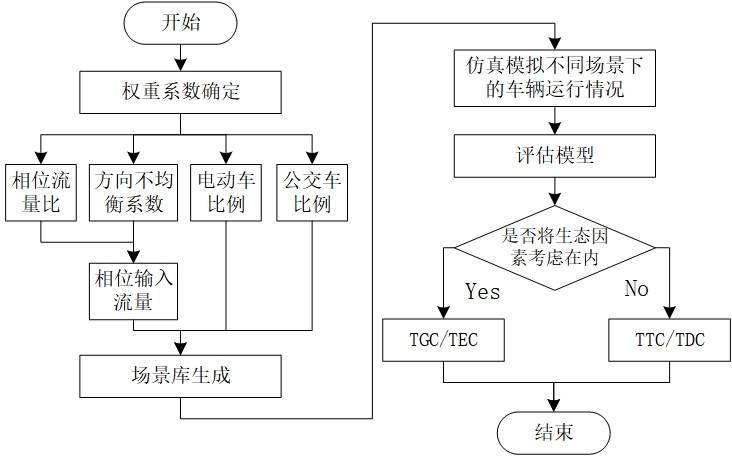 开始
权重系数确定
相位流
量比
方向不均
衡系数
电动车
比例
公交车
比例
相位输入
流量
场景库生成
仿真模拟不同场景下
的车辆运行情况
评估模型
是否将生态因
素考虑在内
Yes
No
TGC/TEC
TTC/TDC
结束